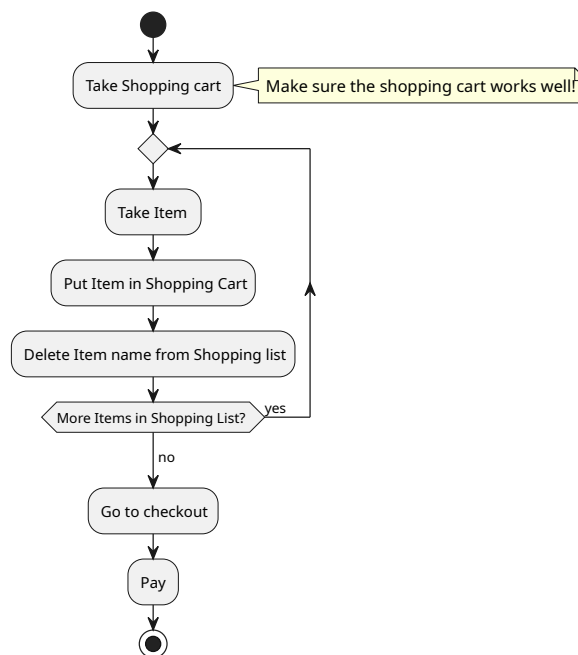 Take Shopping cart
Make sure the shopping cart works well!
Take Item
Put Item in Shopping Cart
Delete Item name from Shopping list
More Items in Shopping List?
yes
no
Go to checkout
Pay